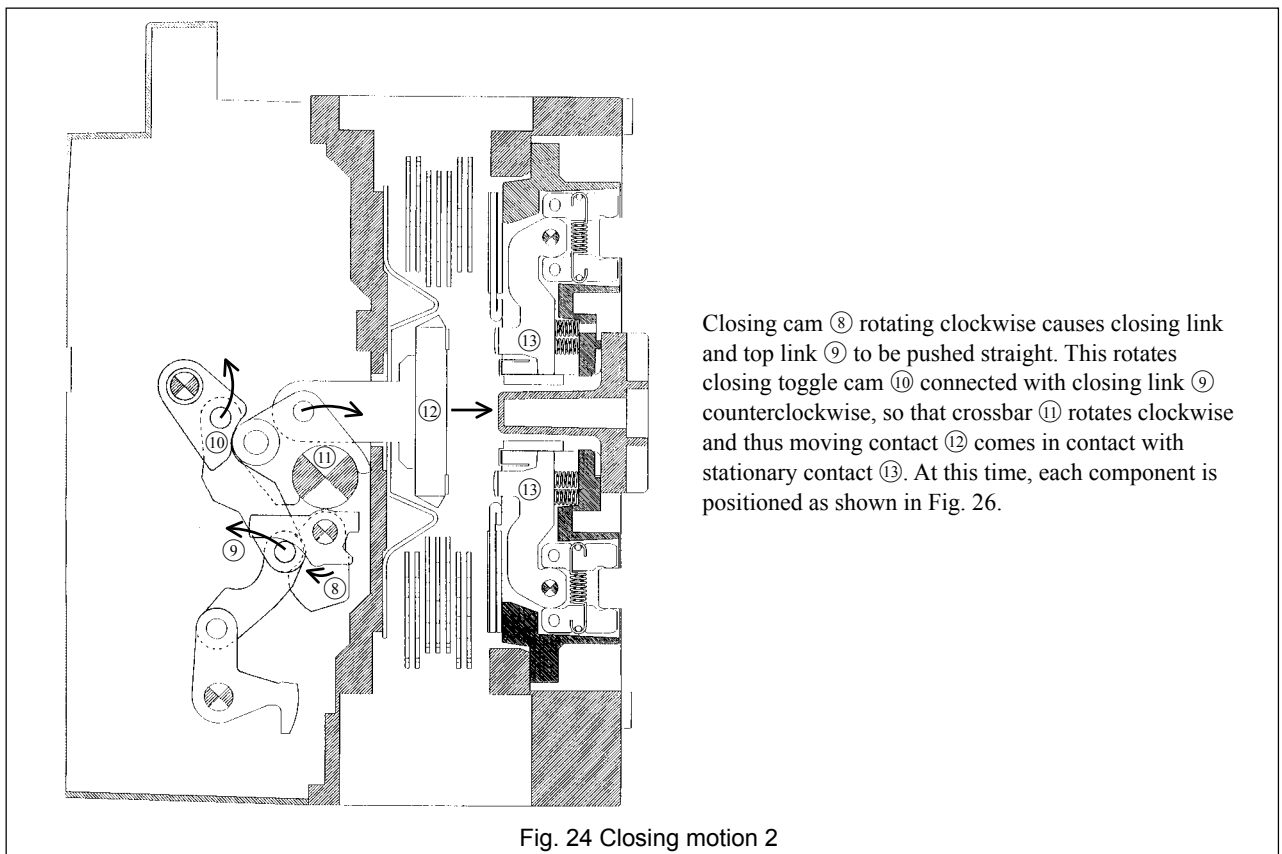 ⑩
⑪
⑫
⑬
⑬
⑨
⑧
Closing cam ⑧ rotating clockwise causes closing link
and top link ⑨ to be pushed straight. This rotates
closing toggle cam ⑩ connected with closing link ⑨
counterclockwise, so that crossbar ⑪ rotates clockwise
and thus moving contact ⑫ comes in contact with
stationary contact ⑬. At this time, each component is
positioned as shown in Fig. 26.
Fig. 24 Closing motion 2